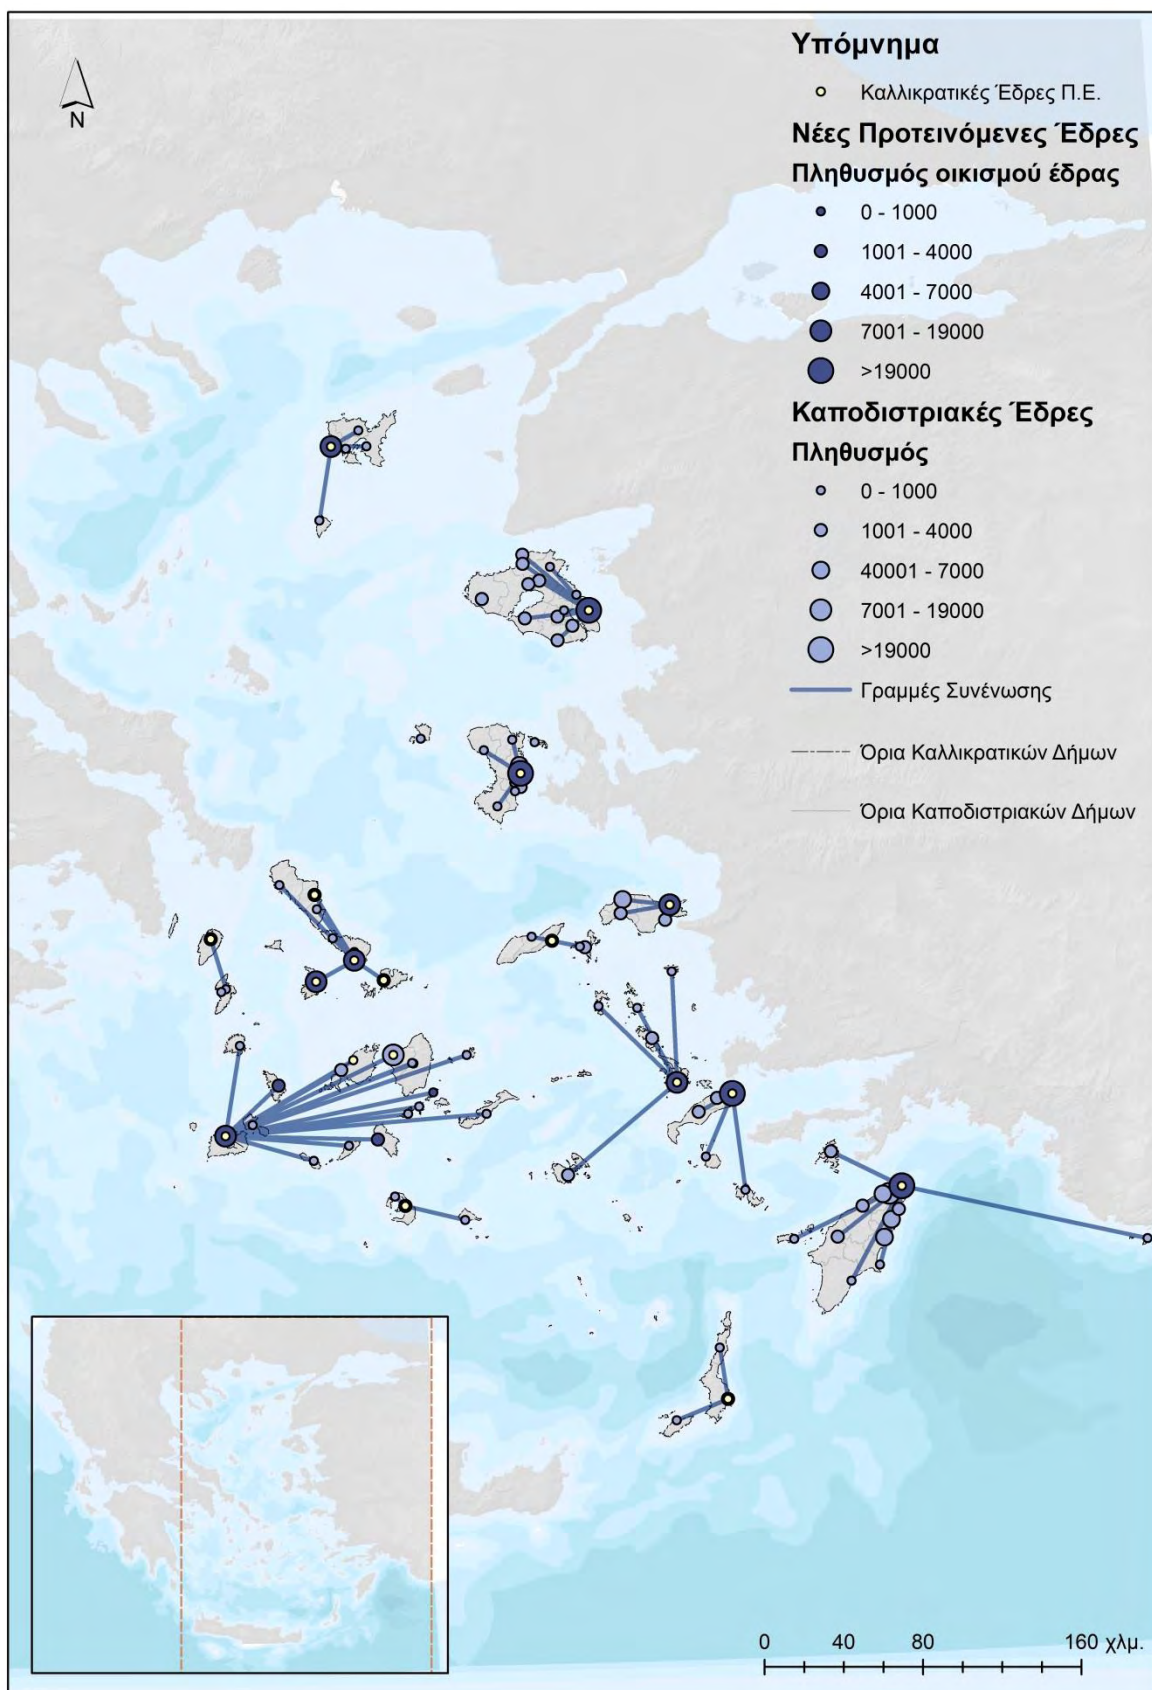 N
Υπόμνημα
Καλλικρατικές Έδρες Π.Ε.
Νέες Προτεινόμενες Έδρες
Πληθυσμός οικισμού έδρας
0 - 1000
1001 - 4000
4001 - 7000
7001 - 19000
>19000
Καποδιστριακές Έδρες
Πληθυσμός
0 - 1000
1001 - 4000
40001 - 7000
7001 - 19000
>19000
Γραμμές Συνένωσης
Όρια Καλλικρατικών Δήμων
Όρια Καποδιστριακών Δήμων
0 40 80 160 χλμ.